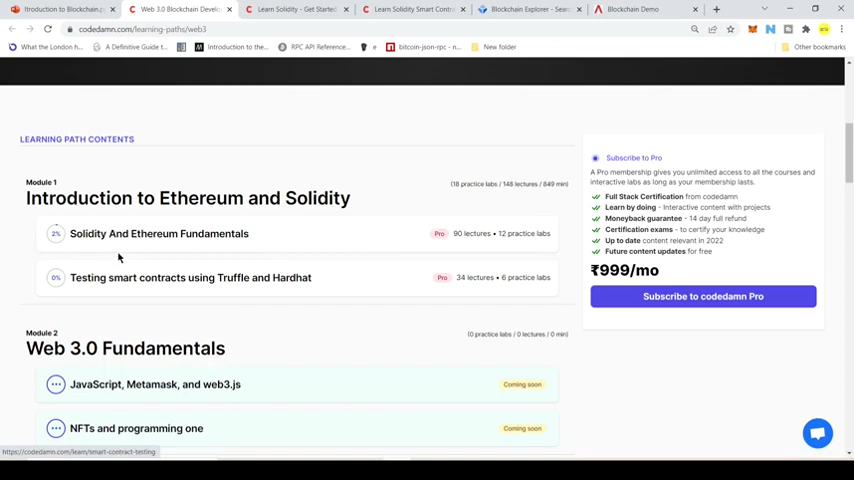 Itroduction to Blockchain.p
Web 3.0 Blockchain Develo
Learn Solidity - Get Started
Learn Solidity Smart Contra
Blockchain Explorer - Sear
Blockchain Demo
codedamn.com/learning-paths/web3
What the London h...
A Definitive Guide t...
Introduction to the...
RPC API Reference...
e
bitcoin-json-rpc - n...
New folder
Other bookmarks
LEARNING PATH CONTENTS
Module 1
(18 practice labs / 148 lectures / 849 min)
Introduction to Ethereum and Solidity
2%
Solidity And Ethereum Fundamentals
Pro
90 lectures • 12 practice labs
0%
Testing smart contracts using Truffle and Hardhat
Pro
34 lectures • 6 practice labs
Module 2
(0 practice labs / 0 lectures / 0 min)
Web 3.0 Fundamentals
JavaScript, Metamask, and web3.js
Coming soon
NFTs and programming one
Coming soon
Subscribe to Pro
A Pro membership gives you unlimited access to all the courses and
interactive labs as long as your membership lasts.
Full Stack Certification from codedamn
Learn by doing - Interactive content with projects
Moneyback guarantee - 14 day full refund
Certification exams - to certify your knowledge
Up to date content relevant in 2022
Future content updates for free
₹999/mo
Subscribe to codedamn Pro
https://codedamn.com/learn/smart-contract-testing